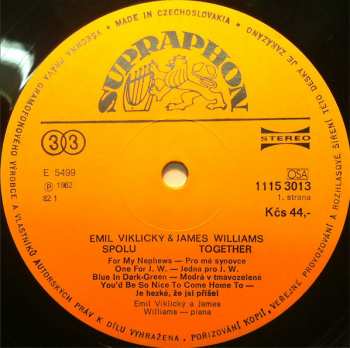 MADE IN CZECHOSLOVAKIA
VŠECHNA PRÁVA GRAMOFONOVÉHO VÝROBCE A VLASTNÍKŮ AUTORSKÝCH PRÁV K DÍLU VYHRAŽENA. POŘIZOVÁNÍ KOPIÍ, VEŘEJNÉ PROVOZOVÁNÍ A ROZHLASOVÉ ŠÍŘENÍ TÉTO DESKY JE ZAKÁZÁNO
SUPRAPHON
33
STEREO
E 5499
Ⓟ 1982
82·1
OSA
1115 3013
1. strana
Kčs 44,-
EMIL VIKLICKÝ & JAMES WILLIAMS
SPOLU TOGETHER
For My Nephews — Pro mé synovce
One For J. W. — Jedna pro J. W.
Blue In Dark-Green — Modrá v tmavozelené
You'd Be So Nice To Come Home To —
Je hezké, že jsi přišel
Emil Viklický a James
Williams — piana